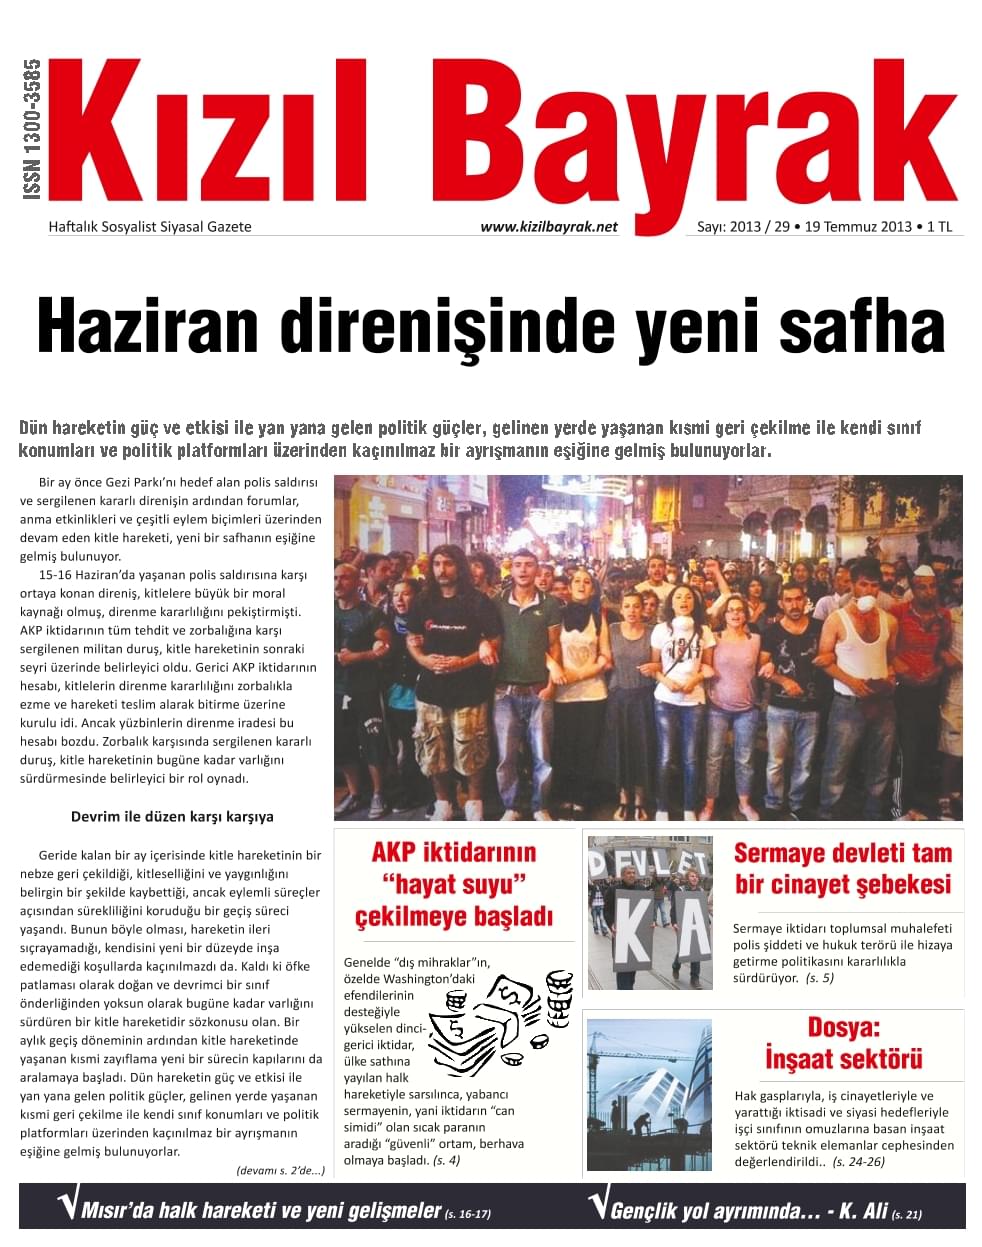 ISSN 1300-3585
Kızıl Bayrak
Haftalık Sosyalist Siyasal Gazete
www.kizilbayrak.net
Sayı: 2013 / 29 • 19 Temmuz 2013 • 1 TL
Haziran direnişinde yeni safha
Dün hareketin güç ve etkisi ile yan yana gelen politik güçler, gelinen yerde yaşanan kısmi geri çekilme ile kendi sınıf
konumları ve politik platformları üzerinden kaçınılmaz bir ayrışmanın eşiğine gelmiş bulunuyorlar.
Bir ay önce Gezi Parkı’nı hedef alan polis saldırısı
ve sergilenen kararlı direnişin ardından forumlar,
anma etkinlikleri ve çeşitli eylem biçimleri üzerinden
devam eden kitle hareketi, yeni bir safhanın eşiğine
gelmiş bulunuyor.
15-16 Haziran’da yaşanan polis saldırısına karşı
ortaya konan direniş, kitlelere büyük bir moral
kaynağı olmuş, direnme kararlılığını pekiştirmişti.
AKP iktidarının tüm tehdit ve zorbalığına karşı
sergilenen militan duruş, kitle hareketinin sonraki
seyri üzerinde belirleyici oldu. Gerici AKP iktidarının
hesabı, kitlelerin direnme kararlılığını zorbalıkla
ezme ve hareketi teslim alarak bitirme üzerine
kurulu idi. Ancak yüzbinlerin direnme iradesi bu
hesabı bozdu. Zorbalık karşısında sergilenen kararlı
duruş, kitle hareketinin bugüne kadar varlığını
sürdürmesinde belirleyici bir rol oynadı.
Devrim ile düzen karşı karşıya
Geride kalan bir ay içerisinde kitle hareketinin bir
nebze geri çekildiği, kitleselliğini ve yaygınlığını
belirgin bir şekilde kaybettiği, ancak eylemli süreçler
açısından sürekliliğini koruduğu bir geçiş süreci
yaşandı. Bunun böyle olması, hareketin ileri
sıçrayamadığı, kendisini yeni bir düzeyde inşa
edemediği koşullarda kaçınılmazdı da. Kaldı ki öfke
patlaması olarak doğan ve devrimci bir sınıf
önderliğinden yoksun olarak bugüne kadar varlığını
sürdüren bir kitle hareketidir sözkonusu olan. Bir
aylık geçiş döneminin ardından kitle hareketinde
yaşanan kısmi zayıflama yeni bir sürecin kapılarını da
aralamaya başladı. Dün hareketin güç ve etkisi ile
yan yana gelen politik güçler, gelinen yerde yaşanan
kısmi geri çekilme ile kendi sınıf konumları ve politik
platformları üzerinden kaçınılmaz bir ayrışmanın
eşiğine gelmiş bulunuyorlar.
(devamı s. 2’de...)
AKP iktidarının
“hayat suyu”
çekilmeye başladı
Genelde “dış mihraklar”ın,
özelde Washington’daki
efendilerinin
desteğiyle
yükselen dinci-
gerici iktidar,
ülke sathına
yayılan halk
hareketiyle sarsılınca, yabancı
sermayenin, yani iktidarın “can
simidi” olan sıcak paranın
aradığı “güvenli” ortam, berhava
olmaya başladı. (s. 4)
DEVLET
K A
Sermaye devleti tam
bir cinayet şebekesi
Sermaye iktidarı toplumsal muhalefeti
polis şiddeti ve hukuk terörü ile hizaya
getirme politikasını kararlılıkla
sürdürüyor. (s. 5)
Dosya:
İnşaat sektörü
Hak gasplarıyla, iş cinayetleriyle ve
yarattığı iktisadi ve siyasi hedefleriyle
işçi sınıfının omuzlarına basan inşaat
sektörü teknik elemanlar cephesinden
değerlendirildi.. (s. 24-26)
√ Mısır’da halk hareketi ve yeni gelişmeler (s. 16-17)
√ Gençlik yol ayrımında... - K. Ali (s. 21)